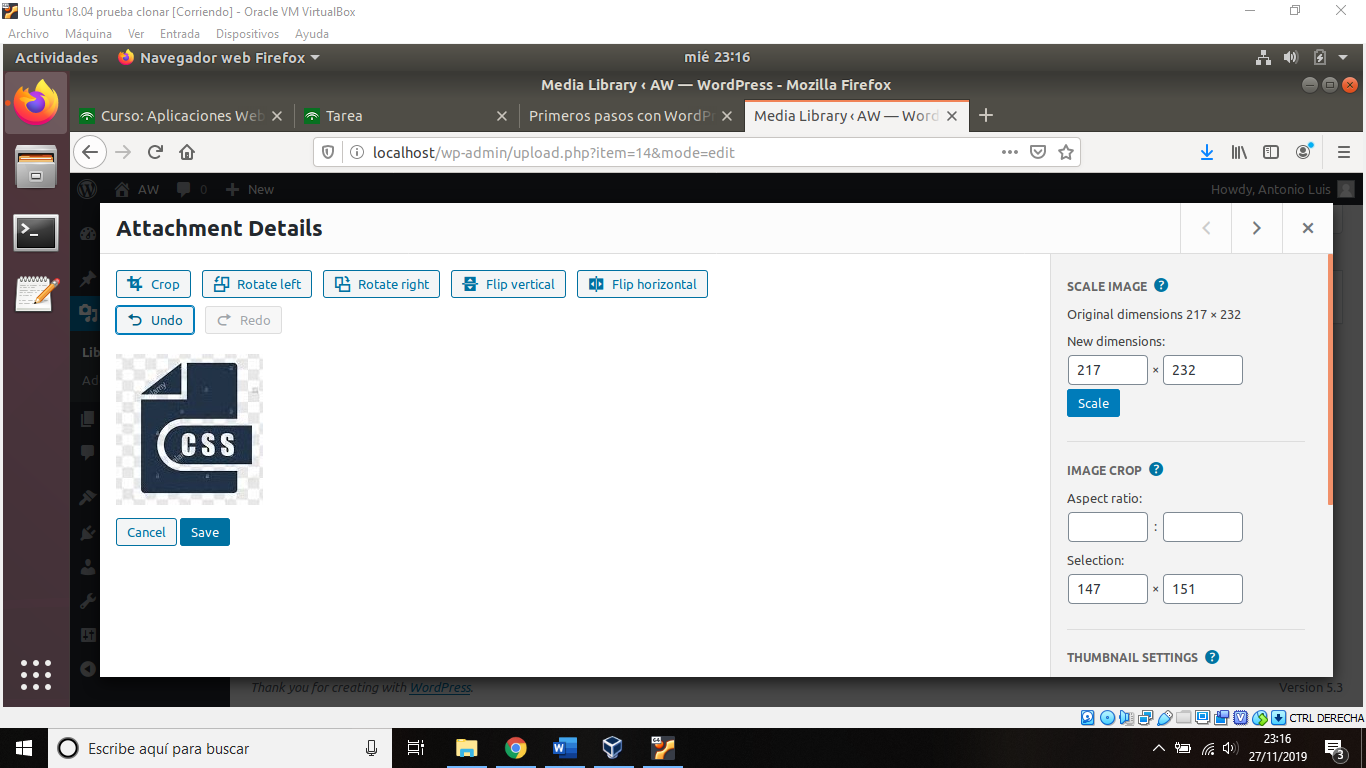 Ubuntu 18.04 prueba clonar [Corriendo] - Oracle VM VirtualBox
Archivo Máquina Ver Entrada Dispositivos Ayuda
Actividades Navegador web Firefox mié 23:16
Media Library ‹ AW — WordPress - Mozilla Firefox
Curso: Aplicaciones Web Tarea Primeros pasos con WordPr Media Library ‹ AW — Word
localhost/wp-admin/upload.php?item=14&mode=edit
AW 0 New Howdy, Antonio Luis
Attachment Details
Crop Rotate left Rotate right Flip vertical Flip horizontal
Undo Redo
CSS
Cancel Save
SCALE IMAGE ?
Original dimensions 217 × 232
New dimensions:
217 × 232
Scale
IMAGE CROP ?
Aspect ratio:
:
Selection:
147 × 151
THUMBNAIL SETTINGS ?
Lib
Ad
Thank you for creating with WordPress. Version 5.3
CTRL DERECHA
Escribe aquí para buscar
23:16
27/11/2019
3